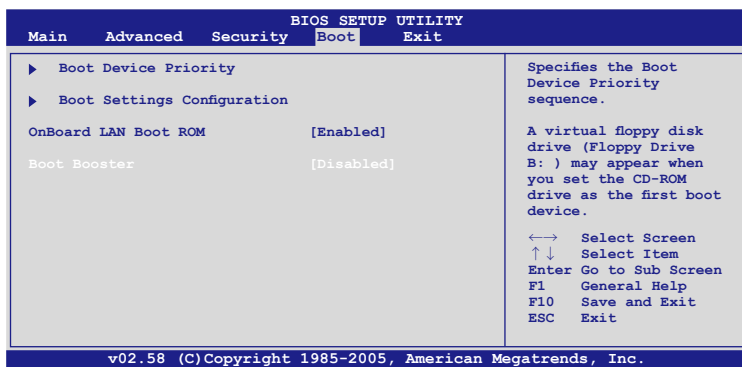 BIOS SETUP UTILITY
Main Advanced Security Boot Exit
Boot Device Priority
Boot Settings Configuration
OnBoard LAN Boot ROM [Enabled]
Boot Booster [Disabled]
Specifies the Boot
Device Priority
sequence.
A virtual floppy disk
drive (Floppy Drive
B: ) may appear when
you set the CD-ROM
drive as the first boot
device.
←→ Select Screen
↑↓ Select Item
Enter Go to Sub Screen
F1 General Help
F10 Save and Exit
ESC Exit
v02.58 (C)Copyright 1985-2005, American Megatrends, Inc.